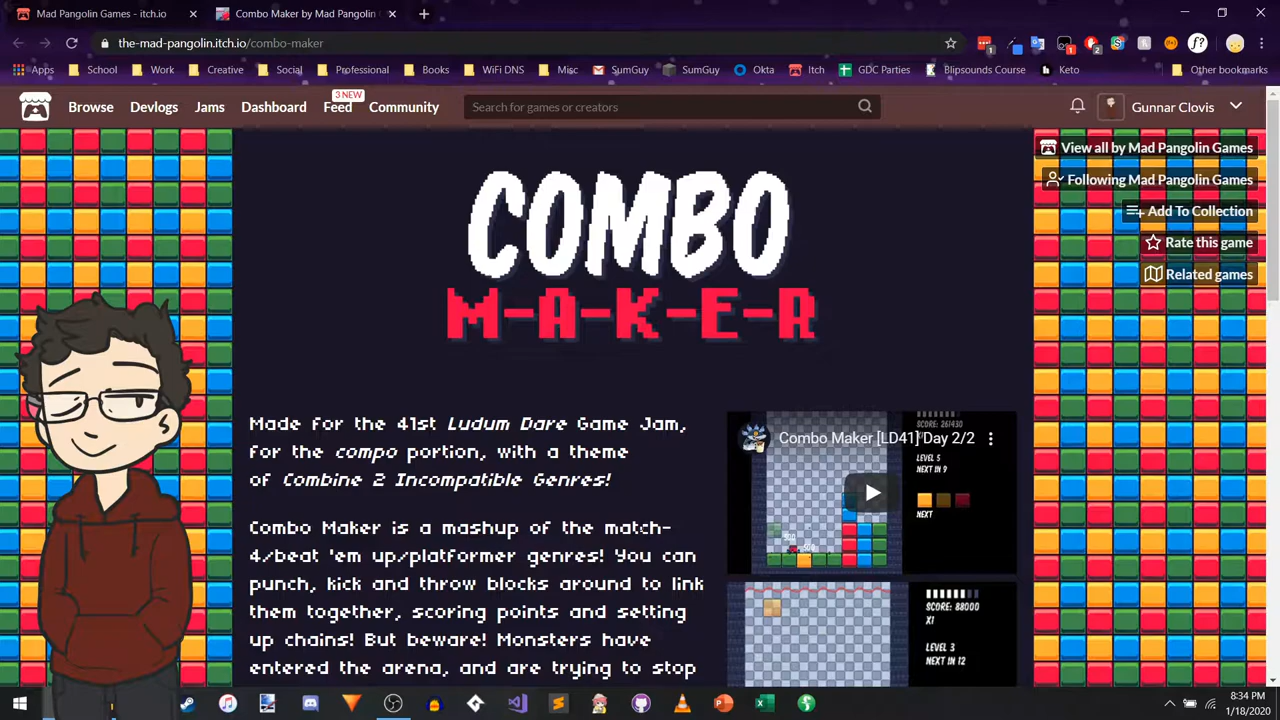 Mad Pangolin Games - itch.io
Combo Maker by Mad Pangolin
the-mad-pangolin.itch.io/combo-maker
1
1
2
f?
Apps School Work Creative Social Professional Books WiFi DNS Misc SumGuy SumGuy Okta Itch GDC Parties Blipsounds Course Keto Other bookmarks
3 NEW
Browse Devlogs Jams Dashboard Feed Community Search for games or creators Gunnar Clovis
View all by Mad Pangolin Games
Following Mad Pangolin Games
Add To Collection
Rate this game
Related games
COMBO
M-A-K-E-R
Made for the 41st Ludum Dare Game Jam,
for the compo portion, with a theme
of Combine 2 Incompatible Genres!
Combo Maker is a mashup of the match-
4/beat 'em up/platformer genres! You can
punch, kick and throw blocks around to link
them together, scoring points and setting
up chains! But beware! Monsters have
entered the arena, and are trying to stop
Combo Maker [LD41] Day 2/2
SCORE: 261430
LEVEL 5
NEXT IN 9
NEXT
500
SCORE: 88000
X1
LEVEL 3
NEXT IN 12
8:34 PM
1/18/2020